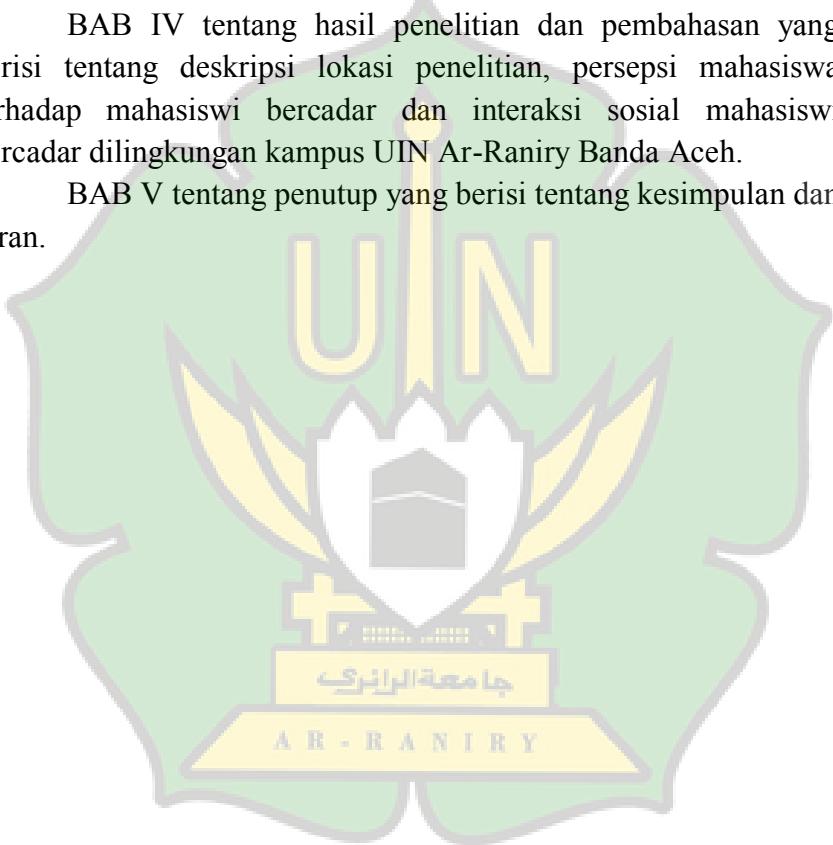 BAB IV tentang hasil penelitian dan pembahasan yang
erisi tentang deskripsi lokasi penelitian, persepsi mahasiswa
rhadap mahasiswi bercadar dan interaksi sosial mahasiswi
ercadar dilingkungan kampus UIN Ar-Raniry Banda Aceh.
BAB V tentang penutup yang berisi tentang kesimpulan dan
ran.
UIN
جامعة الرانري
AR-RANIRY